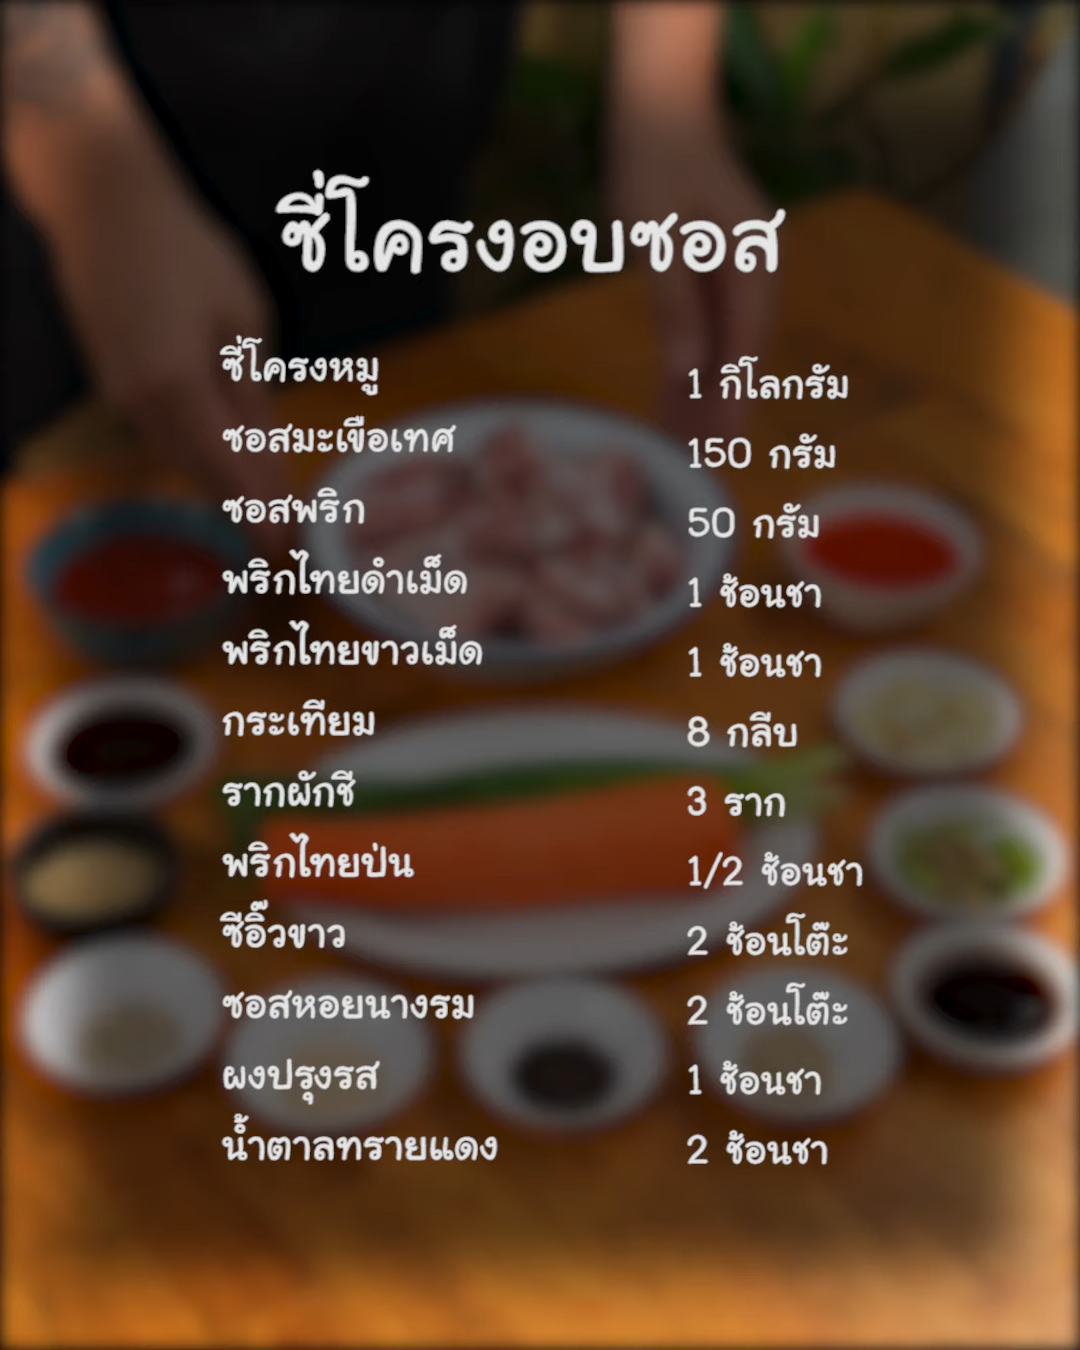 ซี่โครงอบซอส
ซี่โครงหมู 1 กิโลกรัม
ซอสมะเขือเทศ 150 กรัม
ซอสพริก 50 กรัม
พริกไทยดำเม็ด 1 ช้อนชา
พริกไทยขาวเม็ด 1 ช้อนชา
กระเทียม 8 กลีบ
รากผักชี 3 ราก
พริกไทยป่น 1/2 ช้อนชา
ซีอิ๊วขาว 2 ช้อนโต๊ะ
ซอสหอยนางรม 2 ช้อนโต๊ะ
ผงปรุงรส 1 ช้อนชา
น้ำตาลทรายแดง 2 ช้อนชา